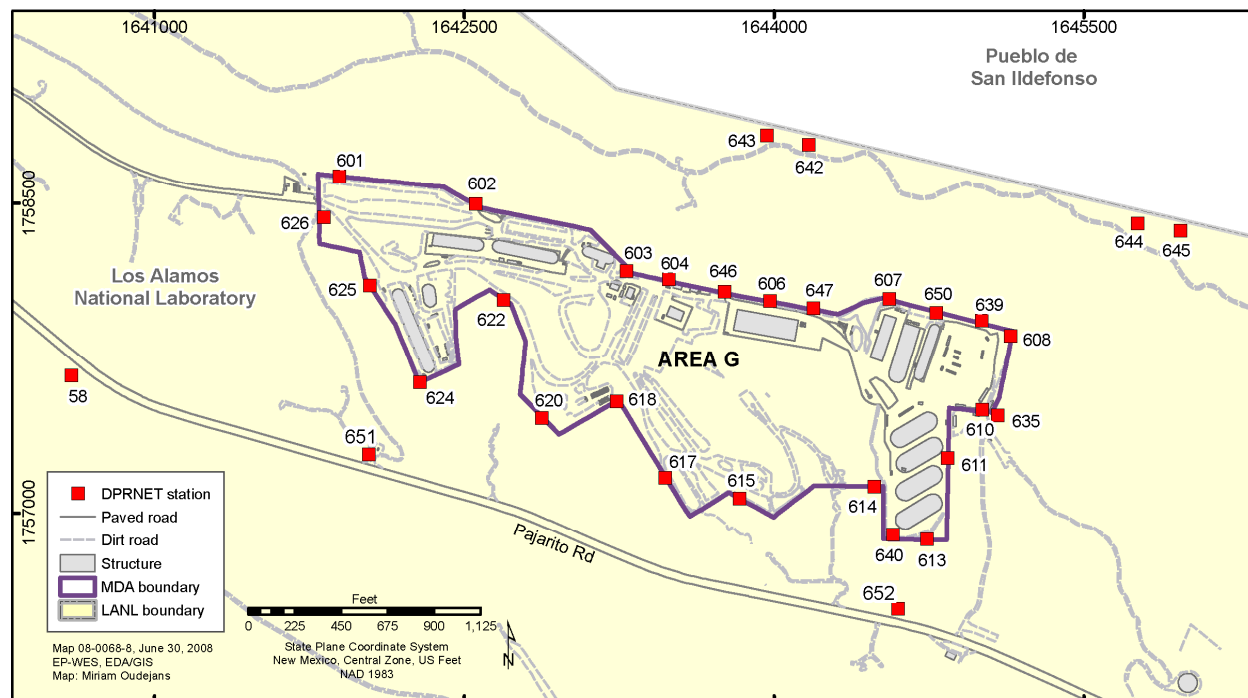 1641000
1642500
1644000
1645500
Pueblo de
San Ildefonso
643
642
601
602
1758500
626
644
645
603
604
646
606
647
607
650
639
608
Los Alamos
National Laboratory
625
622
AREA G
58
624
620
618
610
635
651
611
617
615
614
1757000
Pajarito Rd
640
613
652
DPRNET station
Paved road
Dirt road
Structure
MDA boundary
LANL boundary
Feet
0 225 450 675 900 1,125
State Plane Coordinate System
New Mexico, Central Zone, US Feet
NAD 1983
N
Map 08-0068-8, June 30, 2008
EP-WES, EDA/GIS
Map: Miriam Oudejans